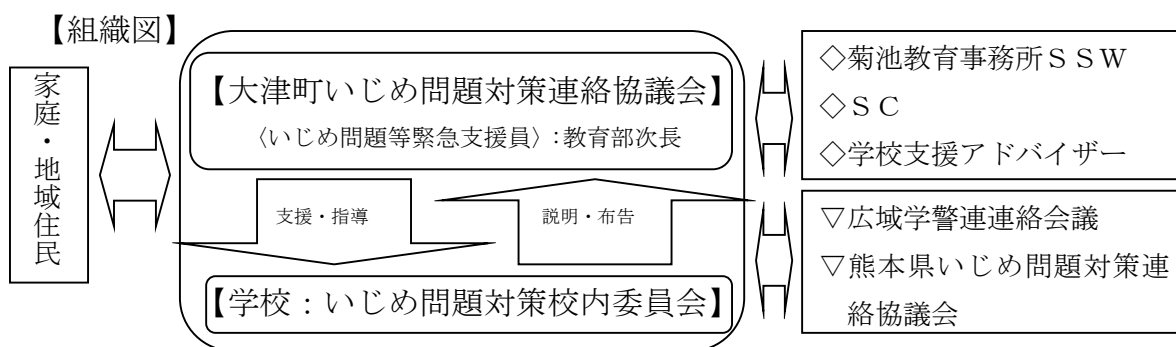 【組織図】
家庭・地域住民
【大津町いじめ問題対策連絡協議会】
〈いじめ問題等緊急支援員〉:教育部次長
支援・指導
説明・布告
【学校:いじめ問題対策校内委員会】
◇菊池教育事務所ＳＳＷ
◇ＳＣ
◇学校支援アドバイザー
▽広域学警連連絡会議
▽熊本県いじめ問題対策連
絡協議会